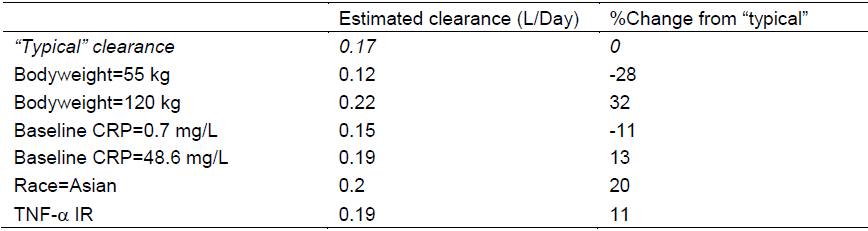 Estimated clearance (L/Day) %Change from “typical”
“Typical” clearance 0.17 0
Bodyweight=55 kg 0.12 -28
Bodyweight=120 kg 0.22 32
Baseline CRP=0.7 mg/L 0.15 -11
Baseline CRP=48.6 mg/L 0.19 13
Race=Asian 0.2 20
TNF-α IR 0.19 11